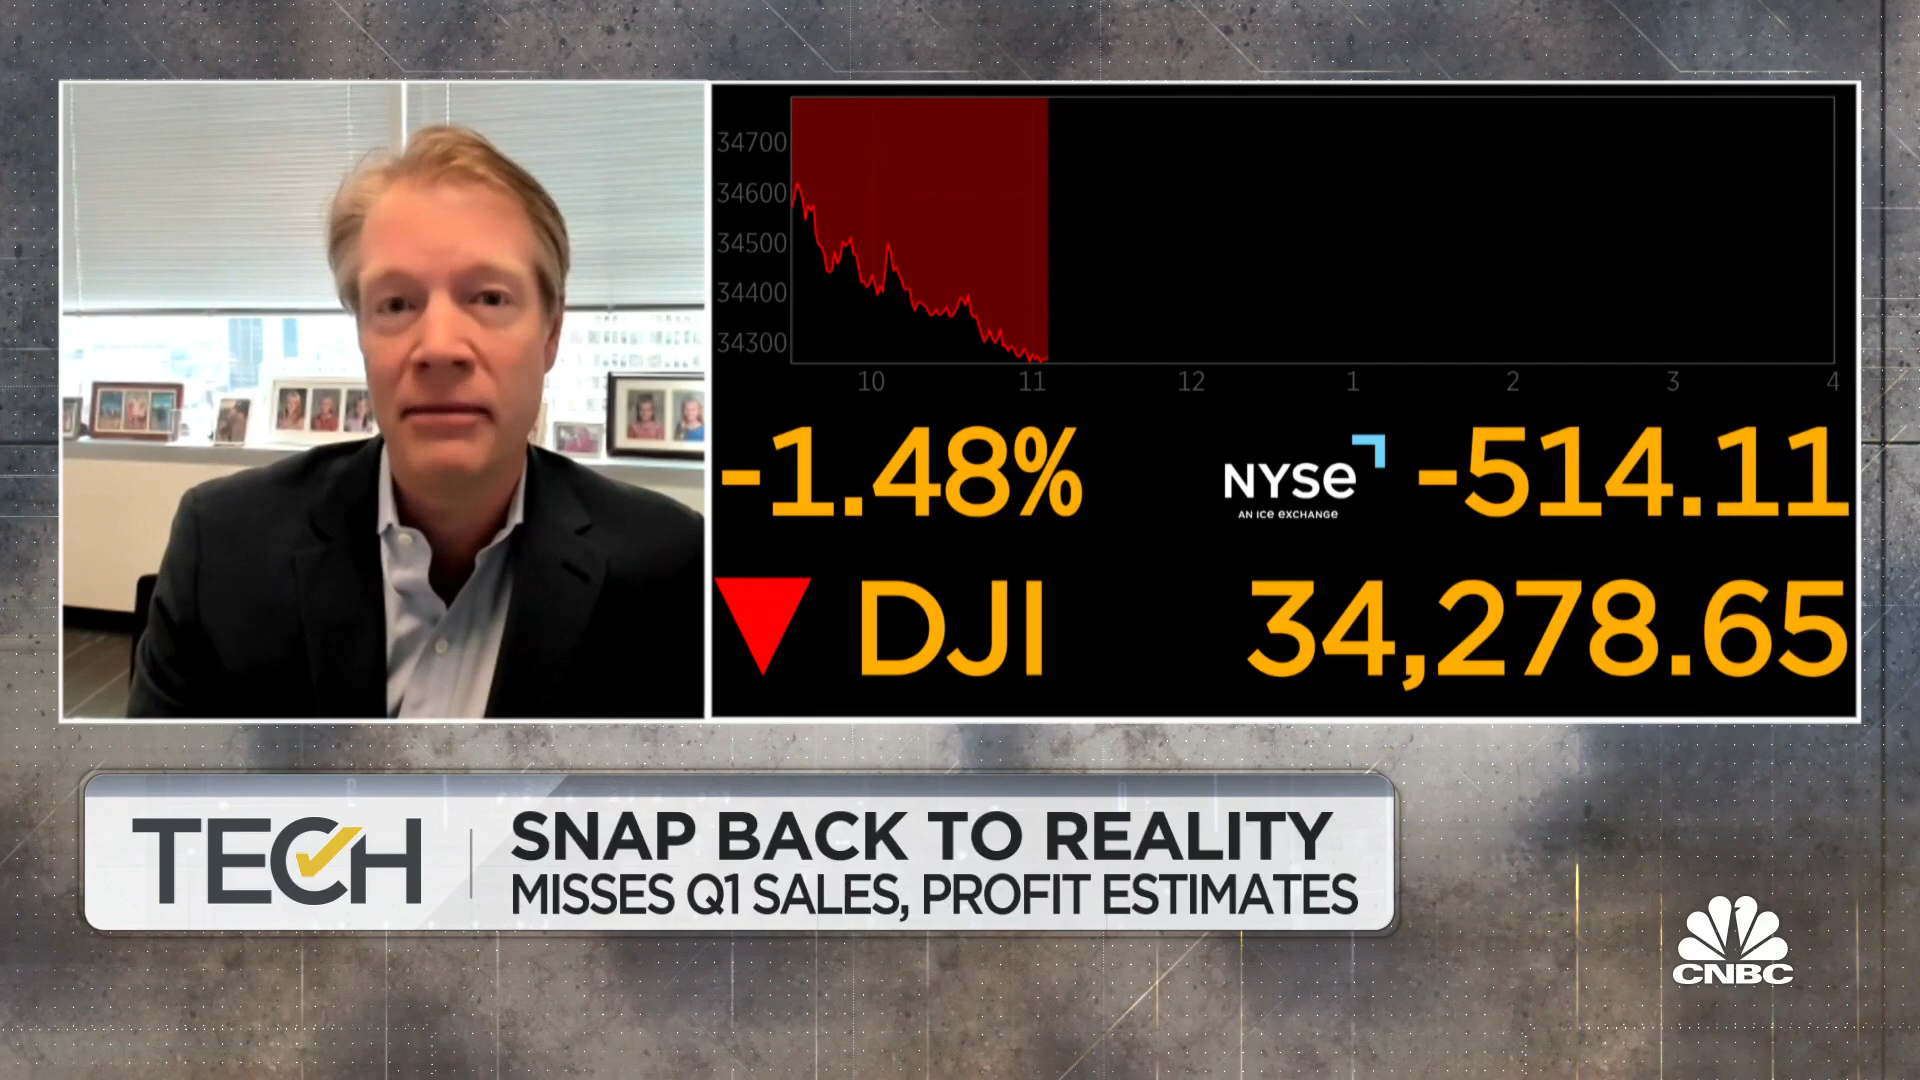 34700
34600
34500
34400
34300
10 11 12 1 2 3 4
-1.48% NYSE -514.11
AN ICE EXCHANGE
DJI 34,278.65
TECH
SNAP BACK TO REALITY
MISSES Q1 SALES, PROFIT ESTIMATES
CNBC